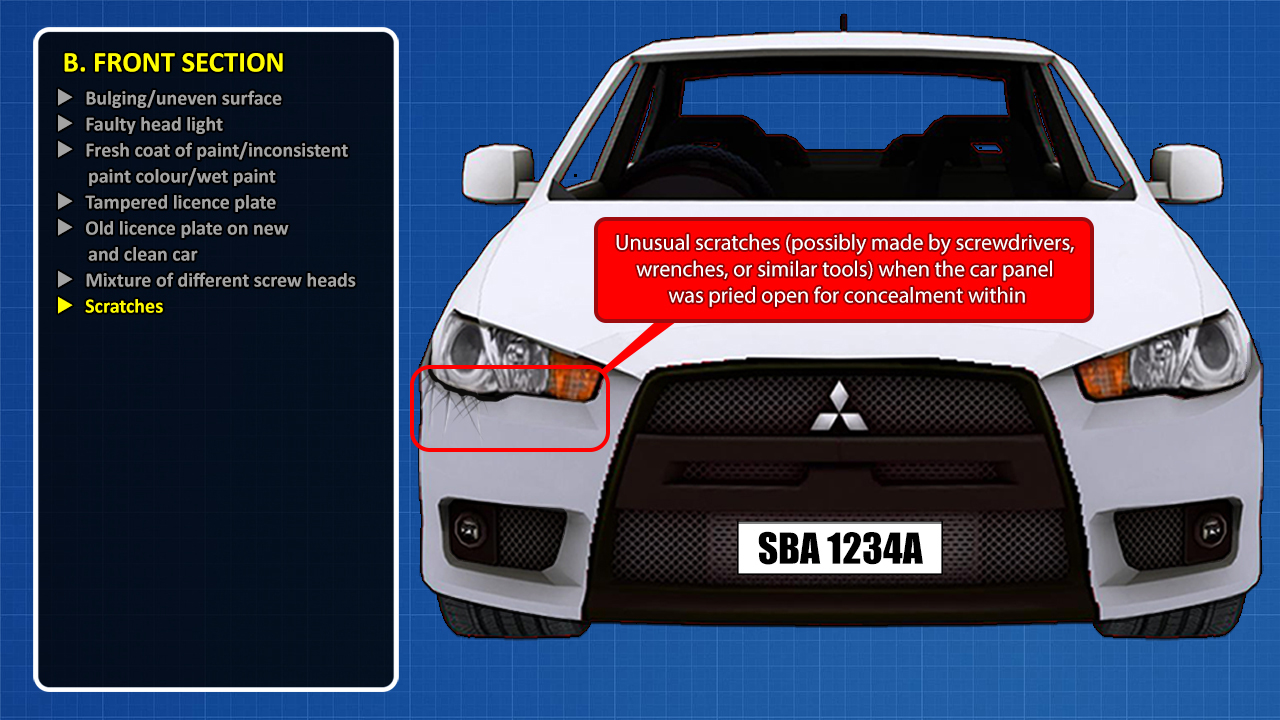 B. FRONT SECTION
Bulging/uneven surface
Faulty head light
Fresh coat of paint/inconsistent
paint colour/wet paint
Tampered licence plate
Old licence plate on new
and clean car
Mixture of different screw heads
Scratches
Unusual scratches (possibly made by screwdrivers,
wrenches, or similar tools) when the car panel
was pried open for concealment within
SBA 1234A